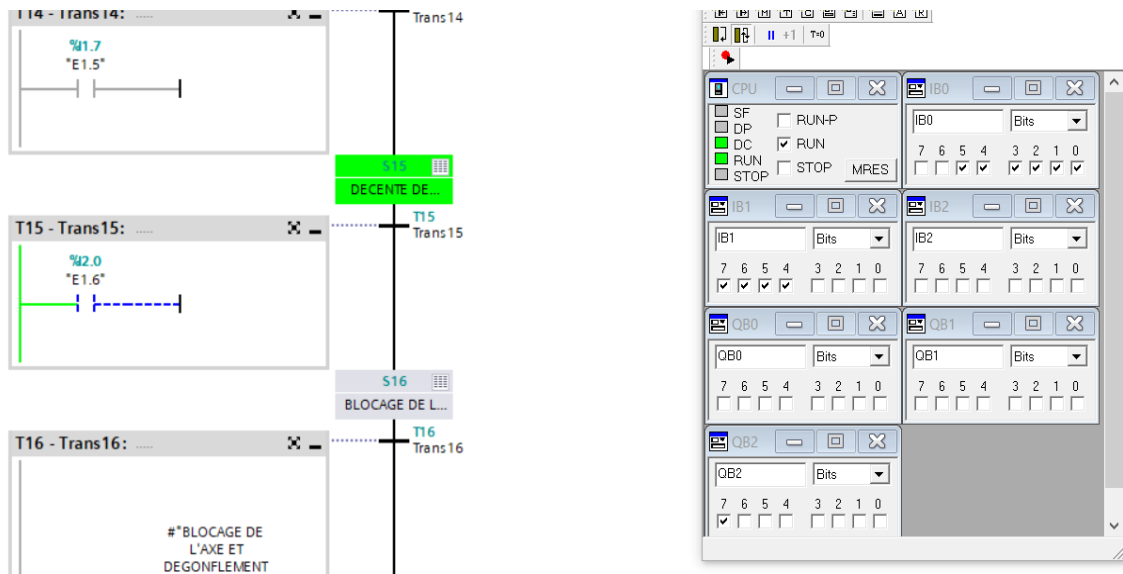 T14 - Trans14: .....
Trans14
%I1.7
"E1.5"
S15
DECENTE DE...
T15 - Trans15: .....
T15
Trans15
%I2.0
"E1.6"
S16
BLOCAGE DE L...
T16 - Trans16: .....
T16
Trans16
#"BLOCAGE DE
L'AXE ET
DEGONFLEMENT
+1 T=0
CPU
SF
DP
DC
RUN
STOP
RUN-P
RUN
STOP
MRES
IB0
IB0 Bits
7 6 5 4 3 2 1 0
IB1
IB1 Bits
7 6 5 4 3 2 1 0
IB2
IB2 Bits
7 6 5 4 3 2 1 0
QB0
QB0 Bits
7 6 5 4 3 2 1 0
QB1
QB1 Bits
7 6 5 4 3 2 1 0
QB2
QB2 Bits
7 6 5 4 3 2 1 0